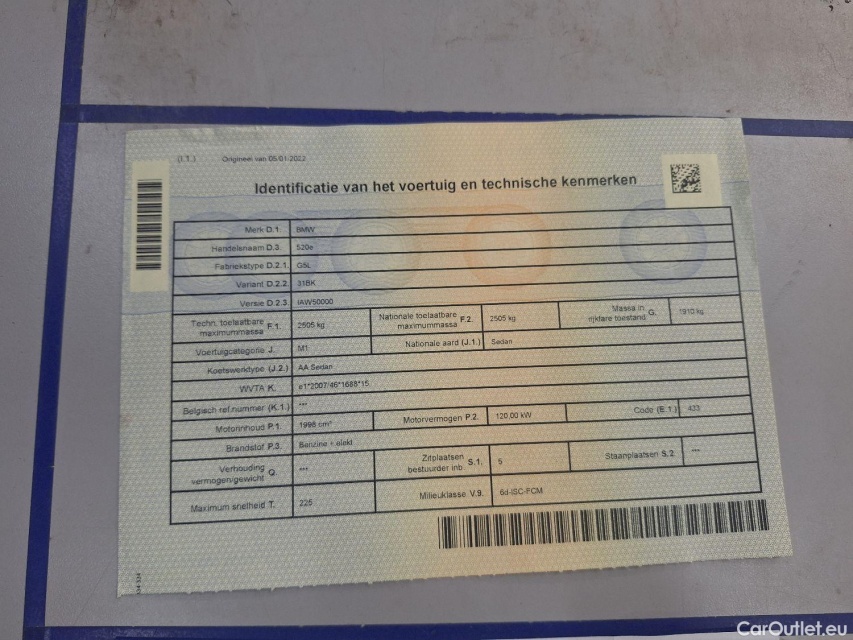 (I.1.) Origineel van 05/01/2022
Identificatie van het voertuig en technische kenmerken
Merk D.1. BMW
Handelsnaam D.3. 520e
Fabriekstype D.2.1. G5L
Variant D.2.2. 31BK
Versie D.2.3. IAW50000
Techn. toelaatbare maximummassa F.1. 2505 kg Nationale toelaatbare maximummassa F.2. 2505 kg Massa in rijklare toestand G. 1910 kg
Voertuigcategorie J. M1 Nationale aard (J.1.) Sedan
Koetswerktype (J.2.) AA Sedan
WVTA K. e1*2007/46*1688*15
Belgisch ref.nummer (K.1.) ---
Motorinhoud P.1. 1998 cm³ Motorvermogen P.2. 120,00 kW Code (E.1.) 433
Brandstof P.3. Benzine + elekt
Verhouding vermogen/gewicht Q. --- Zitplaatsen bestuurder inb. S.1. 5 Staanplaatsen S.2. ---
Maximum snelheid T. 225 Milieuklasse V.9. 6d-ISC-FCM
CarOutlet.eu